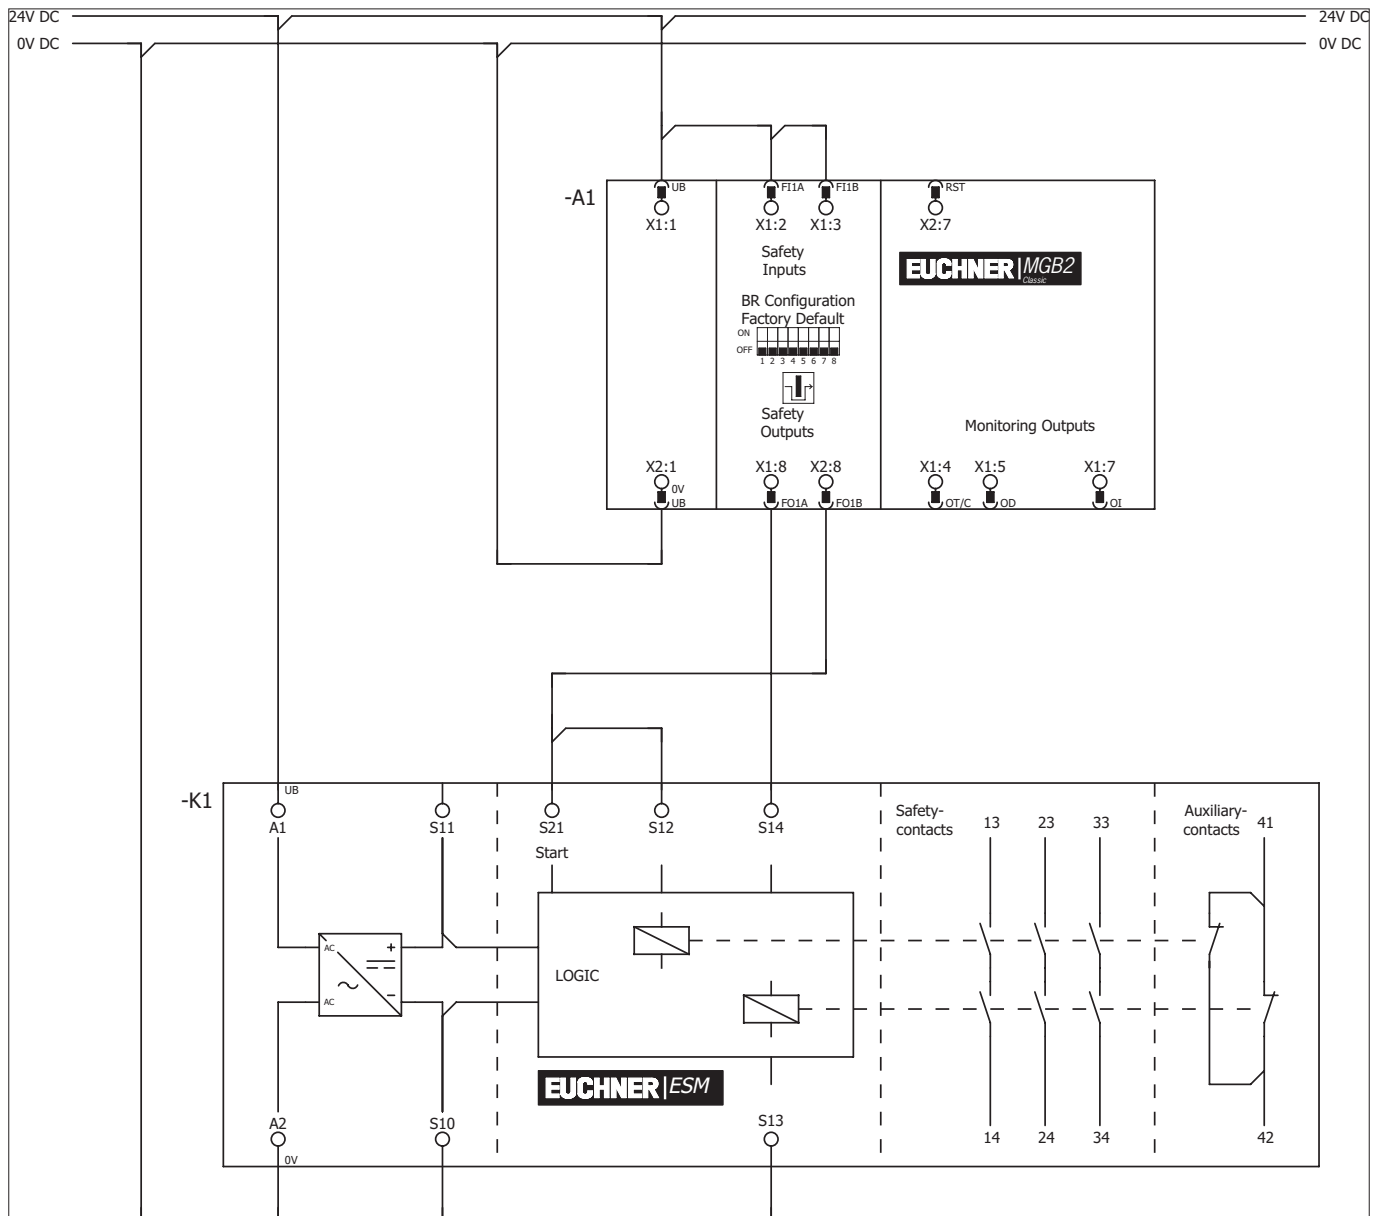 24V DC
24V DC
0V DC
0V DC
-A1
UB
FI1A
FI1B
RST
X1:1
X1:2
X1:3
X2:7
Safety
Inputs
EUCHNER MGB2
Classic
BR Configuration
Factory Default
ON
OFF
1 2 3 4 5 6 7 8
Safety
Outputs
Monitoring Outputs
X2:1
X1:8
X2:8
X1:4
X1:5
X1:7
0V
UB
FO1A
FO1B
OT/C
OD
OI
-K1
UB
A1
S11
S21
S12
S14
Start
Safety-
contacts
13
23
33
Auxiliary-
contacts
41
AC
+
LOGIC
AC
−
EUCHNER ESM
A2
S10
S13
14
24
34
42
0V